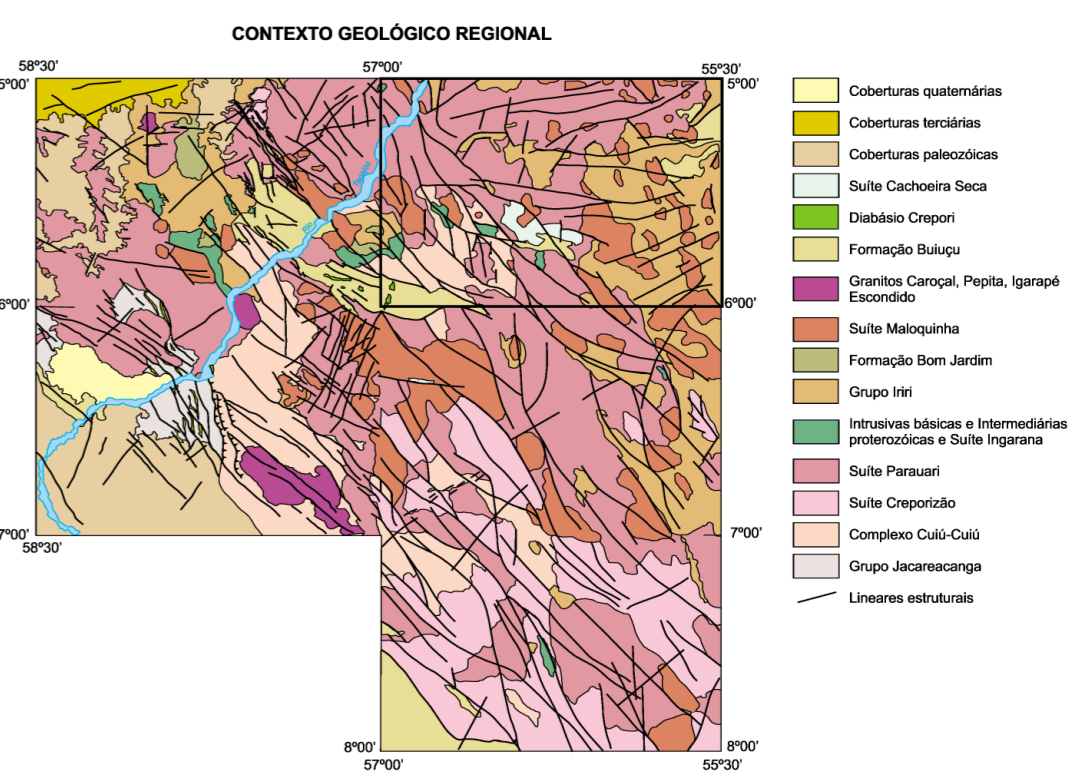 CONTEXTO GEOLÓGICO REGIONAL
58º30’
57º00’
55º30’
5º00’
5º00’
6º00’
6º00’
7º00’
7º00’
58º30’
8º00’
8º00’
57º00’
55º30’
Rio
Coberturas quaternárias
Coberturas terciárias
Coberturas paleozóicas
Suíte Cachoeira Seca
Diabásio Crepori
Formação Buiuçu
Granitos Caroçal, Pepita, Igarapé
Escondido
Suíte Maloquinha
Formação Bom Jardim
Grupo Iriri
Intrusivas básicas e Intermediárias
proterozóicas e Suíte Ingarana
Suíte Parauari
Suíte Creporizão
Complexo Cuiú-Cuiú
Grupo Jacareacanga
Lineares estruturais